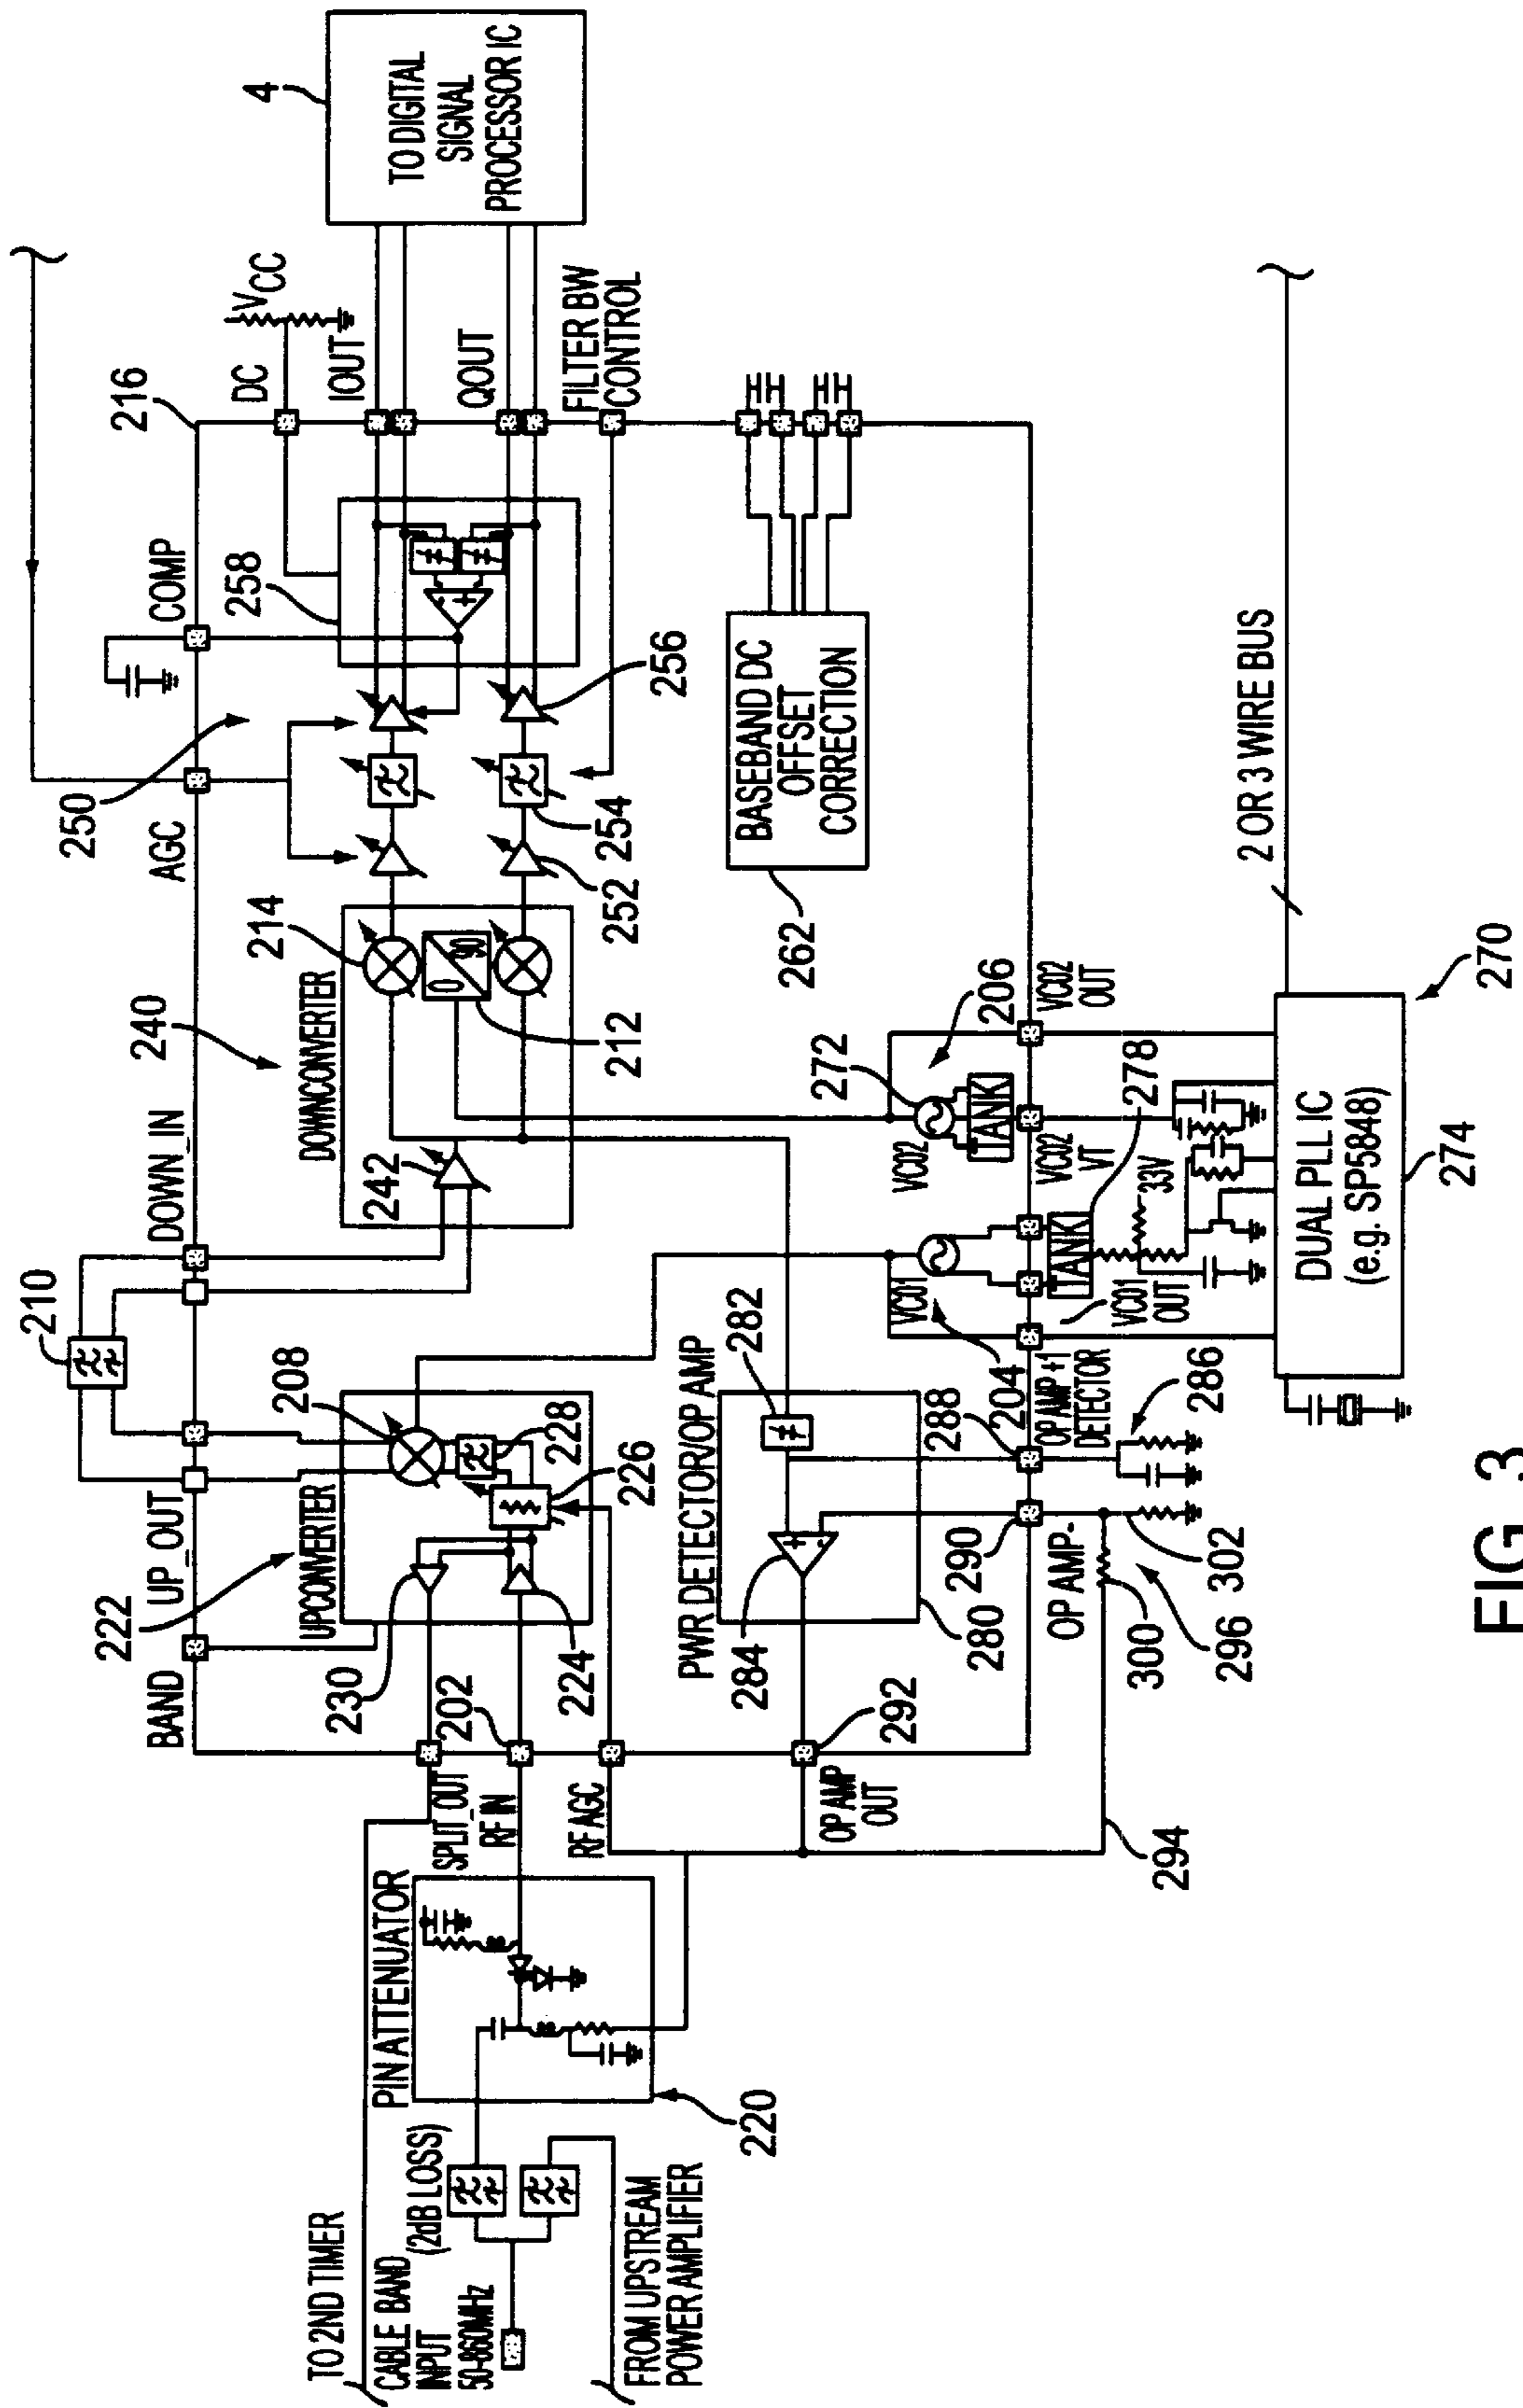 TO 2ND TIMER
CABLE BAND
INPUT
50-860MHz
(2dB LOSS)
FROM UPSTREAM
POWER AMPLIFIER
PIN ATTENUATOR
220
SPLIT_OUT
RF IN
RF AGC
OP AMP
OUT
294
BAND
222
UP_OUT
UPCONVERTER
230
202
224
208
228
226
210
PWR DETECTOR/OP AMP
284
282
280
292
290
288
OP AMP-
OP AMP +1
DETECTOR
300
296
302
286
204
DOWN_IN
240
DOWNCONVERTER
242
214
0
90
212
VCO1
VCO2
272
206
TANK
TANK
VCO1
OUT
VCO2
VT
VCO2
OUT
278
33V
DUAL PLL IC
(e.g. SP5848)
274
270
2 OR 3 WIRE BUS
AGC
250
252
254
256
COMP
258
216
DC
VCC
IOUT
QOUT
FILTER BW
CONTROL
BASEBAND DC
OFFSET
CORRECTION
262
4
TO DIGITAL
SIGNAL
PROCESSOR IC
FIG. 3